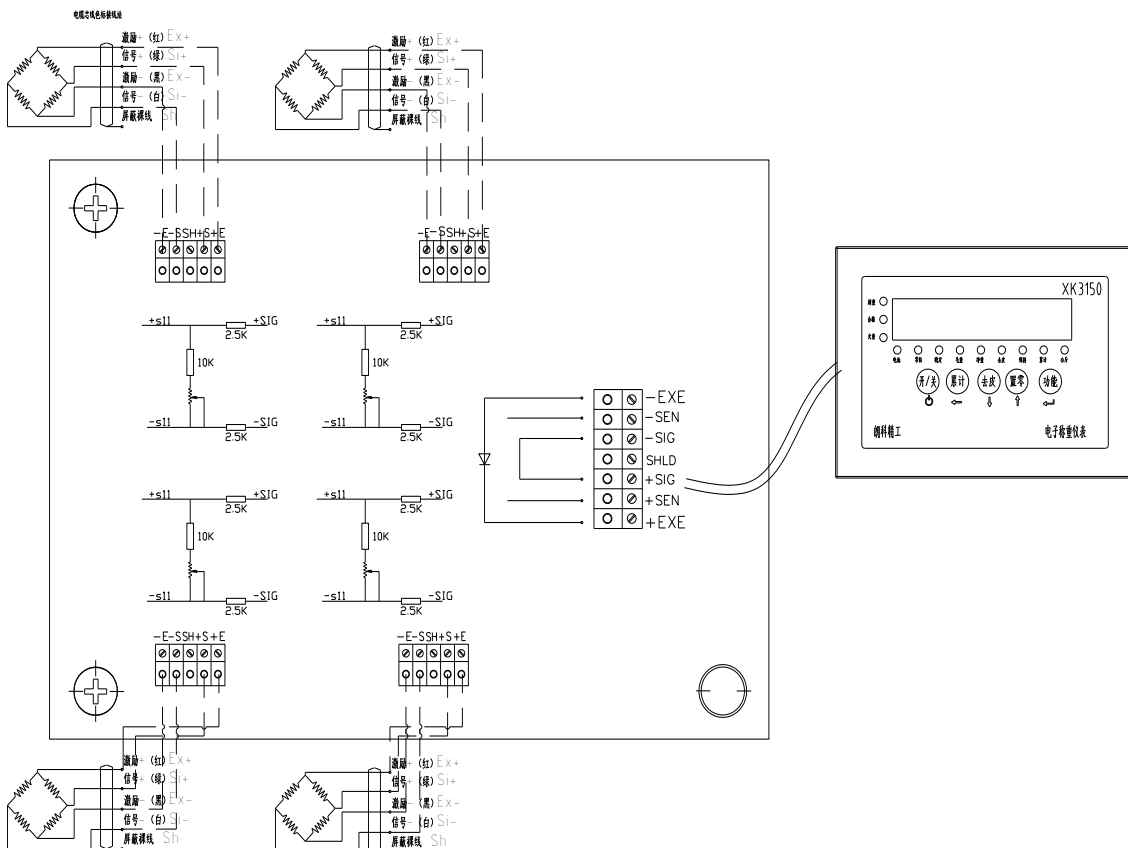 电缆芯线色标接线法
激励+ (红) Ex+
信号+ (绿) Si+
激励- (黑) Ex-
信号- (白) Si-
屏蔽裸线 Sh
激励+ (红) Ex+
信号+ (绿) Si+
激励- (黑) Ex-
信号- (白) Si-
屏蔽裸线 Sh
-E-SSH+S+E
-E-SSH+S+E
+s11 +SIG
2.5K
10K
-s11 -SIG
2.5K
+s11 +SIG
2.5K
10K
-s11 -SIG
2.5K
+s11 +SIG
2.5K
10K
-s11 -SIG
2.5K
+s11 +SIG
2.5K
10K
-s11 -SIG
2.5K
-EXE
-SEN
-SIG
SHLD
+SIG
+SEN
+EXE
XK3150
开/关 累计 去皮 置零 功能
朗科精工 电子称重仪表
-E-SSH+S+E
-E-SSH+S+E
激励+ (红) Ex+
信号+ (绿) Si+
激励- (黑) Ex-
信号- (白) Si-
屏蔽裸线 Sh
激励+ (红) Ex+
信号+ (绿) Si+
激励- (黑) Ex-
信号- (白) Si-
屏蔽裸线 Sh